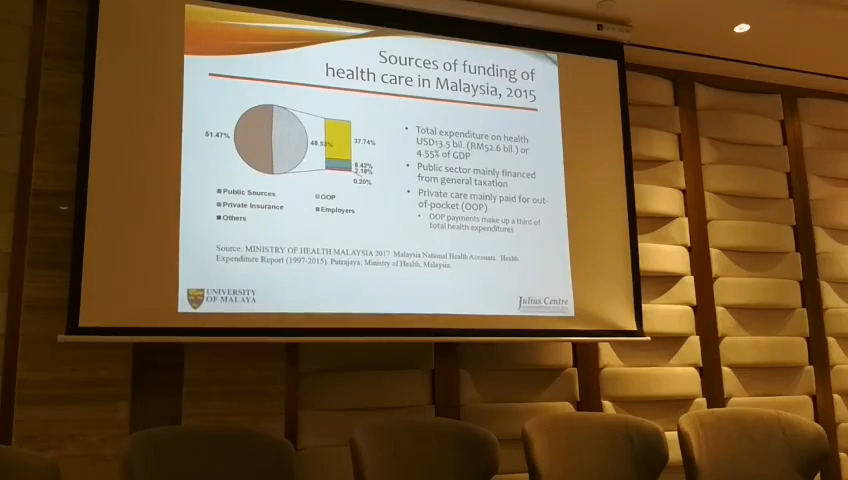 Sources of funding of
health care in Malaysia, 2015
51.47%
48.53%
37.74%
8.42%
2.18%
0.20%
Public Sources
OOP
Private Insurance
Employers
Others
• Total expenditure on health
USD13.5 bil. (RM52.6 bil.) or
4.55% of GDP
• Public sector mainly financed
from general taxation
• Private care mainly paid for out-
of-pocket (OOP)
• OOP payments make up a third of
total health expenditures
Source: MINISTRY OF HEALTH MALAYSIA 2017. Malaysia National Health Accounts. Health
Expenditure Report (1997-2015). Putrajaya: Ministry of Health, Malaysia.
UNIVERSITY
OF MALAYA
Julius Centre